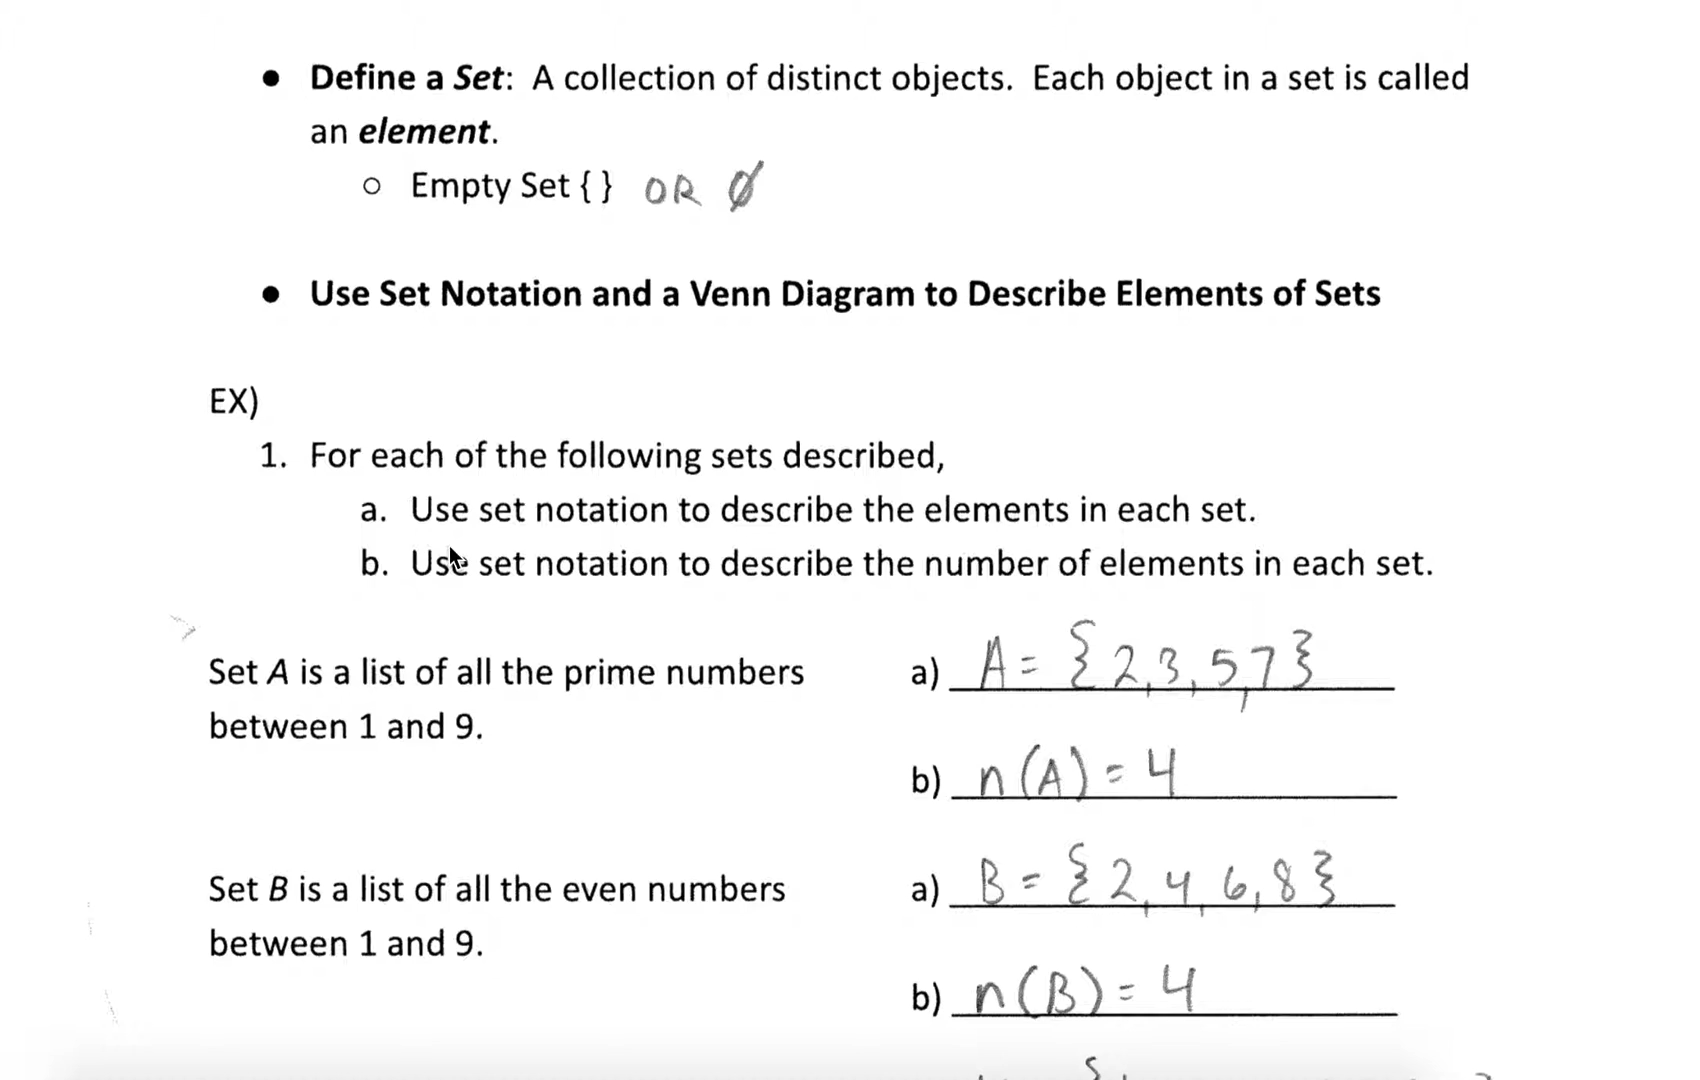 • Define a Set: A collection of distinct objects. Each object in a set is called
an element.
○ Empty Set { } OR Ø
• Use Set Notation and a Venn Diagram to Describe Elements of Sets
EX)
1. For each of the following sets described,
a. Use set notation to describe the elements in each set.
b. Use set notation to describe the number of elements in each set.
Set A is a list of all the prime numbers
between 1 and 9.
a) A = {2,3,5,7}
b) n(A) = 4
Set B is a list of all the even numbers
between 1 and 9.
a) B = {2,4,6,8}
b) n(B) = 4